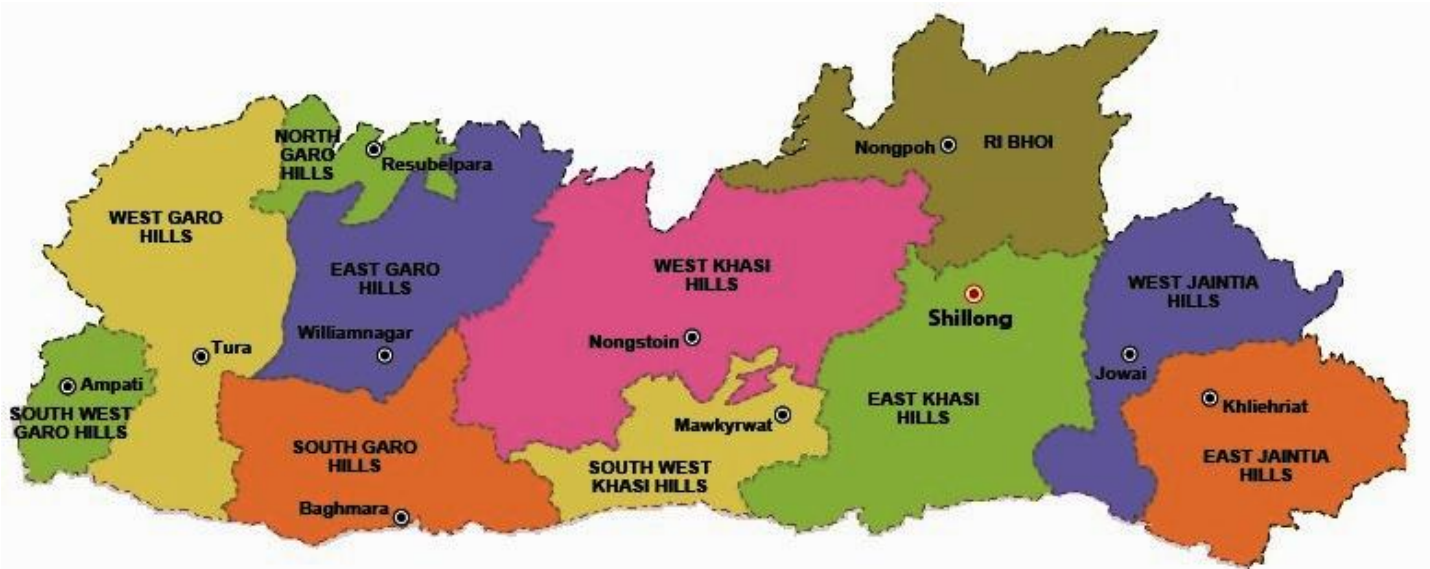 NORTH
GARO
HILLS
Resubelpara
Nongpoh
RI BHOI
WEST GARO
HILLS
EAST GARO
HILLS
WEST KHASI
HILLS
WEST JAINTIA
HILLS
Shillong
Williamnagar
Nongstoin
Tura
Jowai
Ampati
SOUTH WEST
GARO HILLS
EAST KHASI
HILLS
Khliehriat
Mawkyrwat
SOUTH GARO
HILLS
SOUTH WEST
KHASI HILLS
EAST JAINTIA
HILLS
Baghmara